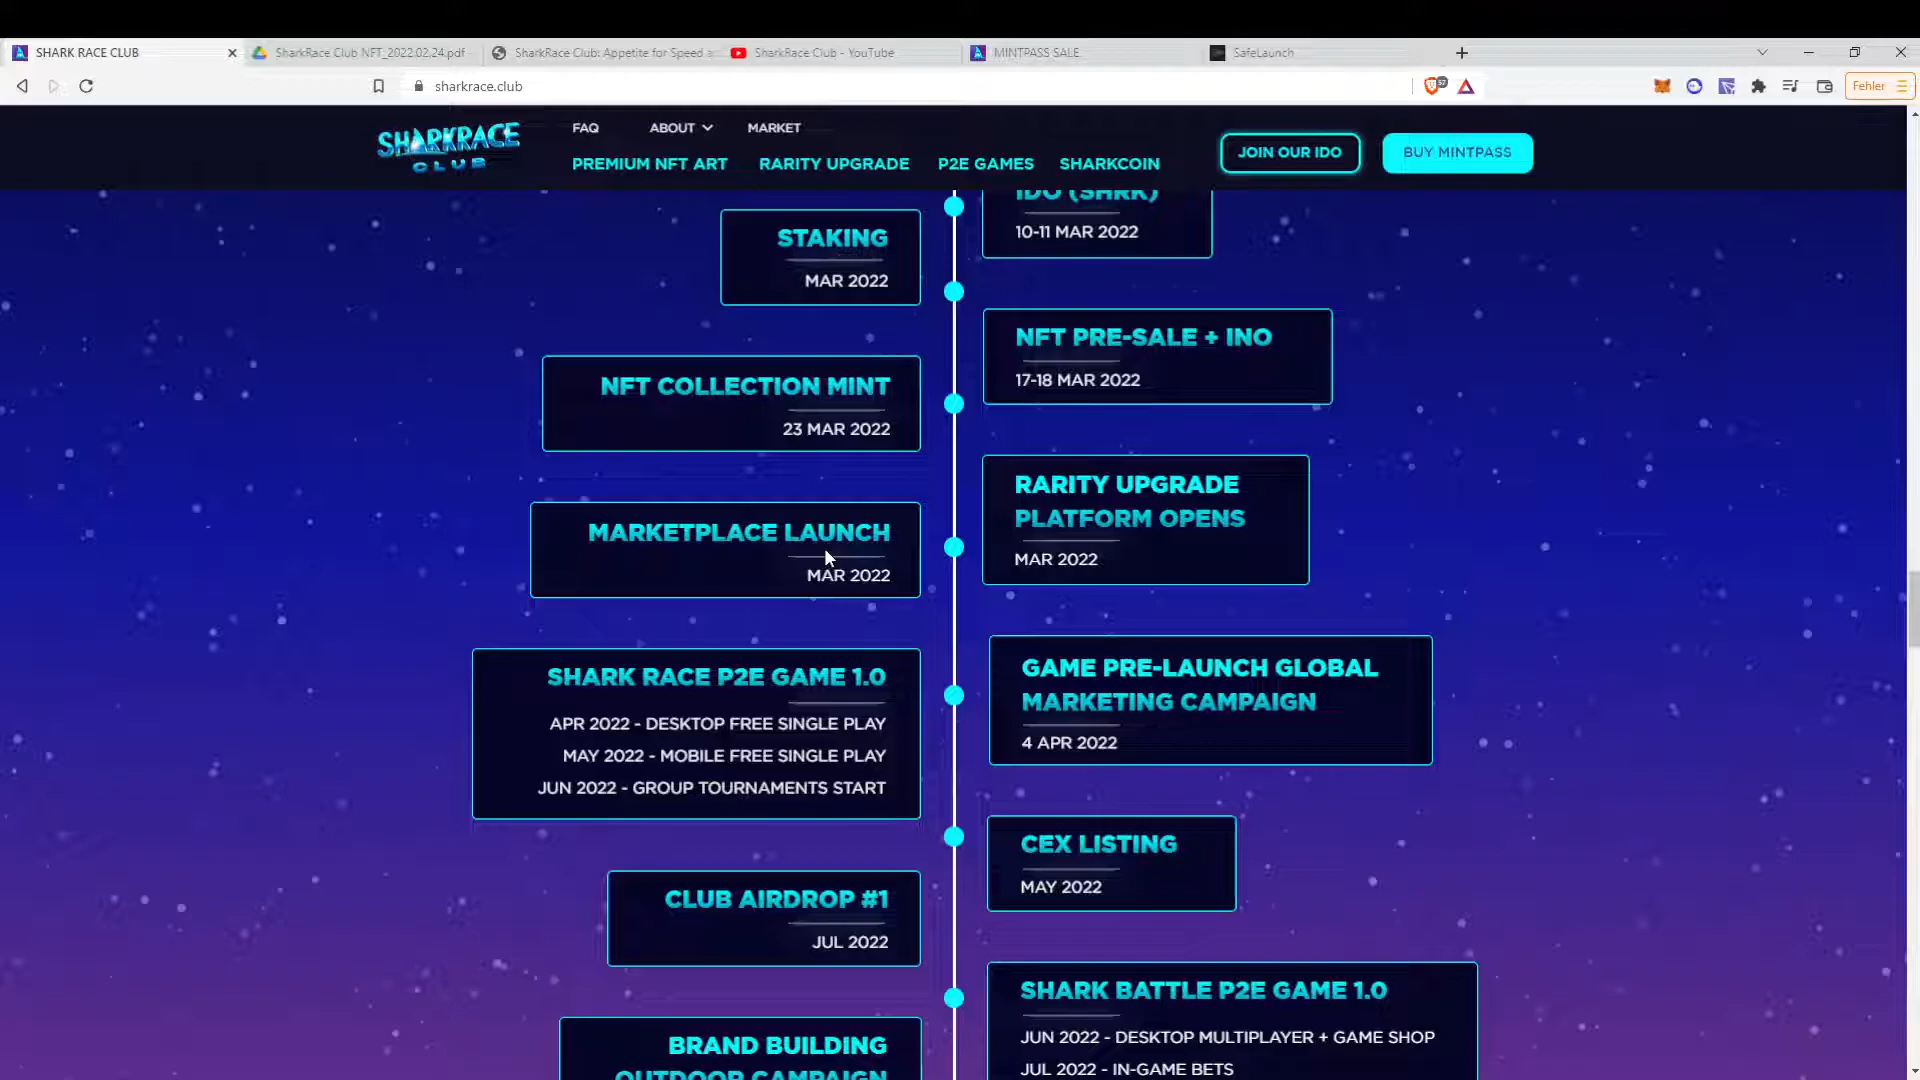 SHARK RACE CLUB
SharkRace Club NFT_2022.02.24.pdf
SharkRace Club: Appetite for Speed a
SharkRace Club - YouTube
MINTPASS SALE
SafeLaunch
sharkrace.club
57
Fehler
SHARKRACE
CLUB
FAQ
ABOUT
MARKET
PREMIUM NFT ART
RARITY UPGRADE
P2E GAMES
SHARKCOIN
JOIN OUR IDO
BUY MINTPASS
IDO (SHRK)
10-11 MAR 2022
STAKING
MAR 2022
NFT PRE-SALE + INO
17-18 MAR 2022
NFT COLLECTION MINT
23 MAR 2022
RARITY UPGRADE
PLATFORM OPENS
MAR 2022
MARKETPLACE LAUNCH
MAR 2022
GAME PRE-LAUNCH GLOBAL
MARKETING CAMPAIGN
4 APR 2022
SHARK RACE P2E GAME 1.0
APR 2022 - DESKTOP FREE SINGLE PLAY
MAY 2022 - MOBILE FREE SINGLE PLAY
JUN 2022 - GROUP TOURNAMENTS START
CEX LISTING
MAY 2022
CLUB AIRDROP #1
JUL 2022
SHARK BATTLE P2E GAME 1.0
JUN 2022 - DESKTOP MULTIPLAYER + GAME SHOP
JUL 2022 - IN-GAME BETS
BRAND BUILDING
OUTDOOR CAMPAIGN